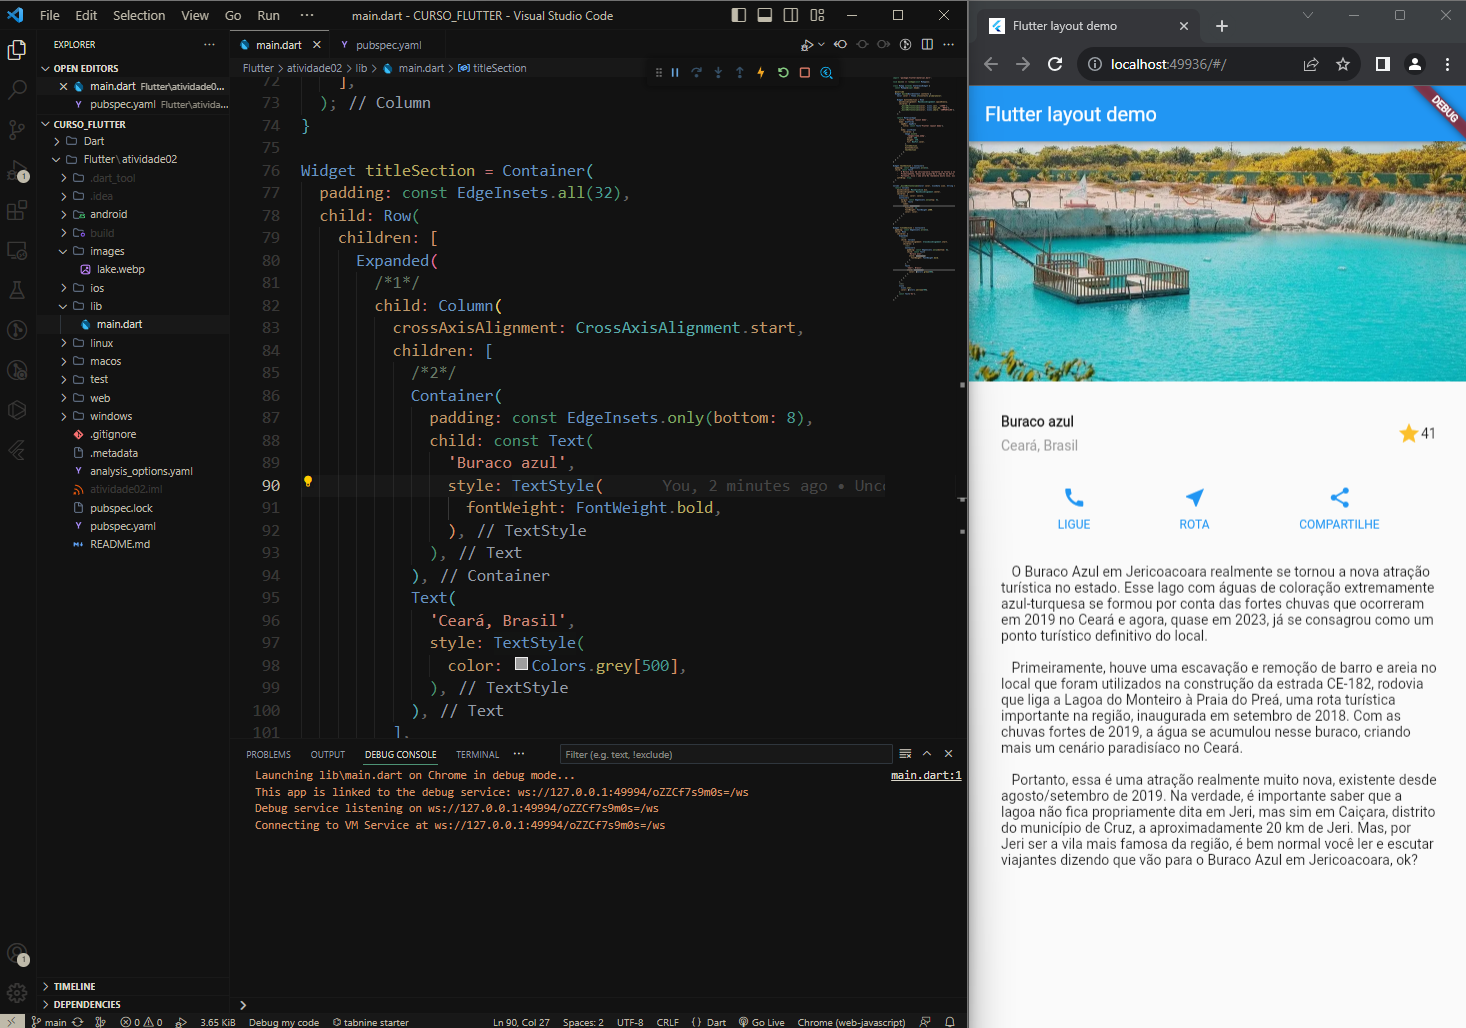 File Edit Selection View Go Run ··· main.dart - CURSO_FLUTTER - Visual Studio Code
EXPLORER ···
OPEN EDITORS
main.dart Flutter\atividade0...
pubspec.yaml Flutter\ativida...
CURSO_FLUTTER
Dart
Flutter \ atividade02
.dart_tool
.idea
android
build
images
lake.webp
ios
lib
main.dart
linux
macos
test
web
windows
.gitignore
.metadata
analysis_options.yaml
atividade02.iml
pubspec.lock
pubspec.yaml
README.md
TIMELINE
DEPENDENCIES
1
1
main.dart pubspec.yaml ···
Flutter > atividade02 > lib > main.dart > titleSection
72 ],
73 ); // Column
74 }
75
76 Widget titleSection = Container(
77 padding: const EdgeInsets.all(32),
78 child: Row(
79 children: [
80 Expanded(
81 /*1*/
82 child: Column(
83 crossAxisAlignment: CrossAxisAlignment.start,
84 children: [
85 /*2*/
86 Container(
87 padding: const EdgeInsets.only(bottom: 8),
88 child: const Text(
89 'Buraco azul',
90 style: TextStyle( You, 2 minutes ago • Unc
91 fontWeight: FontWeight.bold,
92 ), // TextStyle
93 ), // Text
94 ), // Container
95 Text(
96 'Ceará, Brasil',
97 style: TextStyle(
98 color: Colors.grey[500],
99 ), // TextStyle
100 ), // Text
101 ],
PROBLEMS OUTPUT DEBUG CONSOLE TERMINAL ··· Filter (e.g. text, !exclude)
Launching lib\main.dart on Chrome in debug mode... main.dart:1
This app is linked to the debug service: ws://127.0.0.1:49994/oZZCf7s9m0s=/ws
Debug service listening on ws://127.0.0.1:49994/oZZCf7s9m0s=/ws
Connecting to VM Service at ws://127.0.0.1:49994/oZZCf7s9m0s=/ws
main 0 0 3.65 KiB Debug my code tabnine starter Ln 90, Col 27 Spaces: 2 UTF-8 CRLF {} Dart Go Live Chrome (web-javascript)
Flutter layout demo
localhost:49936/#/
Flutter layout demo
DEBUG
Buraco azul
Ceará, Brasil
41
LIGUE ROTA COMPARTILHE
O Buraco Azul em Jericoacoara realmente se tornou a nova atração
turística no estado. Esse lago com águas de coloração extremamente
azul-turquesa se formou por conta das fortes chuvas que ocorreram
em 2019 no Ceará e agora, quase em 2023, já se consagrou como um
ponto turístico definitivo do local.
Primeiramente, houve uma escavação e remoção de barro e areia no
local que foram utilizados na construção da estrada CE-182, rodovia
que liga a Lagoa do Monteiro à Praia do Preá, uma rota turística
importante na região, inaugurada em setembro de 2018. Com as
chuvas fortes de 2019, a água se acumulou nesse buraco, criando
mais um cenário paradisíaco no Ceará.
Portanto, essa é uma atração realmente muito nova, existente desde
agosto/setembro de 2019. Na verdade, é importante saber que a
lagoa não fica propriamente dita em Jeri, mas sim em Caiçara, distrito
do município de Cruz, a aproximadamente 20 km de Jeri. Mas, por
Jeri ser a vila mais famosa da região, é bem normal você ler e escutar
viajantes dizendo que vão para o Buraco Azul em Jericoacoara, ok?